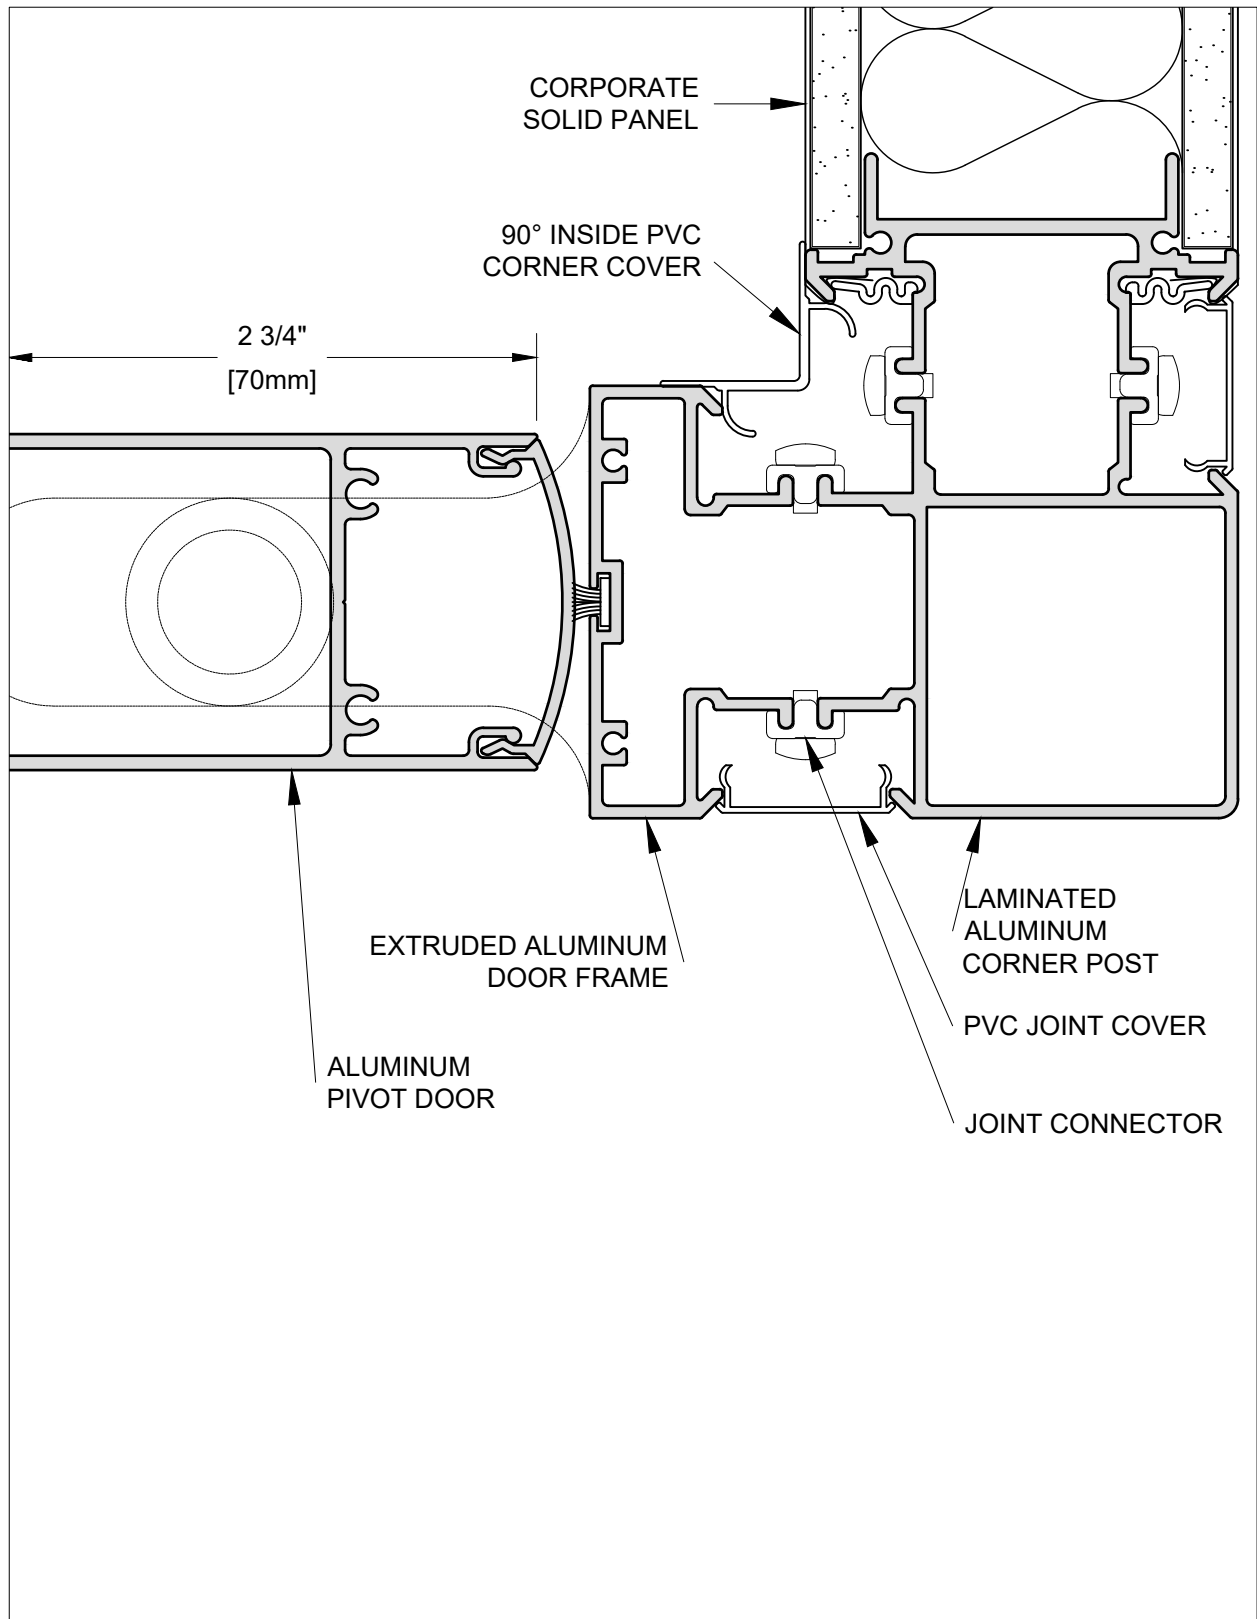 CORPORATE
SOLID PANEL
90° INSIDE PVC
CORNER COVER
2 3/4"
[70mm]
EXTRUDED ALUMINUM
DOOR FRAME
LAMINATED
ALUMINUM
CORNER POST
PVC JOINT COVER
ALUMINUM
PIVOT DOOR
JOINT CONNECTOR